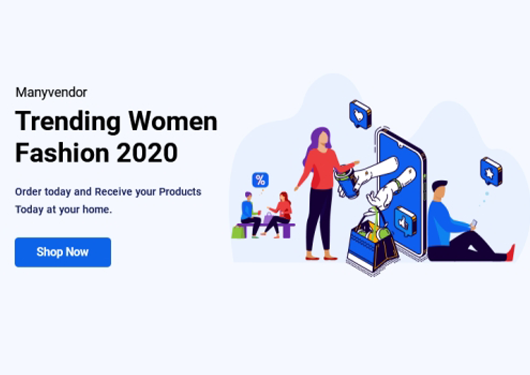 Manyvendor
Trending Women
Fashion 2020
Order today and Receive your Products
Today at your home.
Shop Now
%